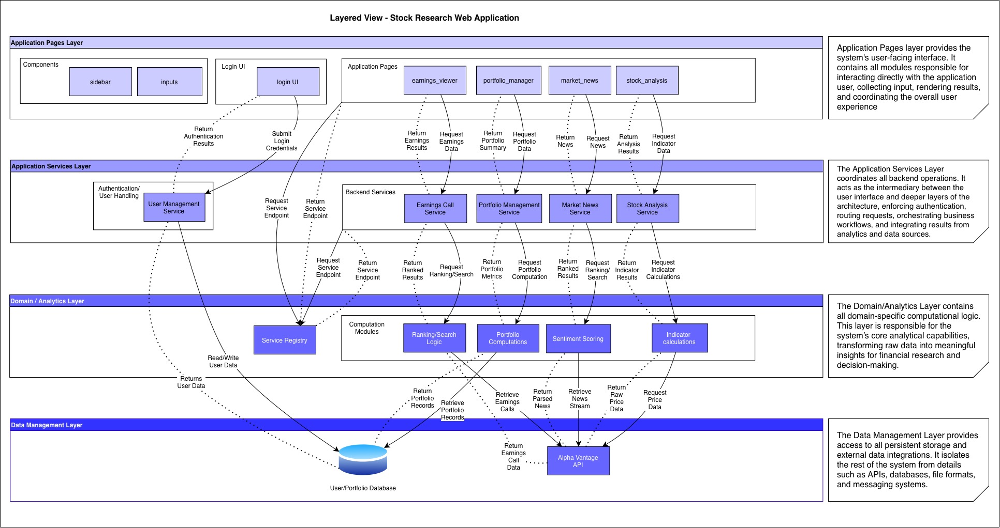 Layered View - Stock Research Web Application
Application Pages Layer
Components
sidebar
inputs
Login UI
login UI
Application Pages
earnings_viewer
portfolio_manager
market_news
stock_analysis
Application Pages layer provides the
system's user-facing interface. It
contains all modules responsible for
interacting directly with the application
user, collecting input, rendering results,
and coordinating the overall user
experience
Return
Authentication
Results
Submit
Login
Credentials
Return
Earnings
Results
Request
Earnings
Data
Return
Portfolio
Summary
Request
Portfolio
Data
Return
News
Request
News
Return
Analysis
Results
Request
Indicator
Data
Application Services Layer
Authentication/
User Handling
User Management
Service
Request
Service
Endpoint
Return
Service
Endpoint
Backend Services
Earnings Call
Service
Portfolio Management
Service
Market News
Service
Stock Analysis
Service
The Application Services Layer
coordinates all backend operations. It
acts as the intermediary between the
user interface and deeper layers of the
architecture, enforcing authentication,
routing requests, orchestrating business
workflows, and integrating results from
analytics and data sources.
Request
Service
Endpoint
Return
Service
Endpoint
Return
Ranked
Results
Request
Ranking/Search
Return
Portfolio
Metrics
Request
Portfolio
Computation
Return
Ranked
Results
Request
Ranking/
Search
Return
Indicator
Results
Request
Indicator
Calculations
Domain / Analytics Layer
Service Registry
Computation
Modules
Ranking/Search
Logic
Portfolio
Computations
Sentiment Scoring
Indicator
calculations
The Domain/Analytics Layer contains
all domain-specific computational logic.
This layer is responsible for the
system's core analytical capabilities,
transforming raw data into meaningful
insights for financial research and
decision-making.
Read/Write
User Data
Returns
User Data
Return
Portfolio
Records
Retrieve
Portfolio
Records
Retrieve
Earnings
Calls
Return
Parsed
News
Retrieve
News
Stream
Return
Raw
Price
Data
Request
Price
Data
Data Management Layer
User/Portfolio Database
Return
Earnings
Call
Data
Alpha Vantage
API
The Data Management Layer provides
access to all persistent storage and
external data integrations. It isolates
the rest of the system from details
such as APIs, databases, file formats,
and messaging systems.